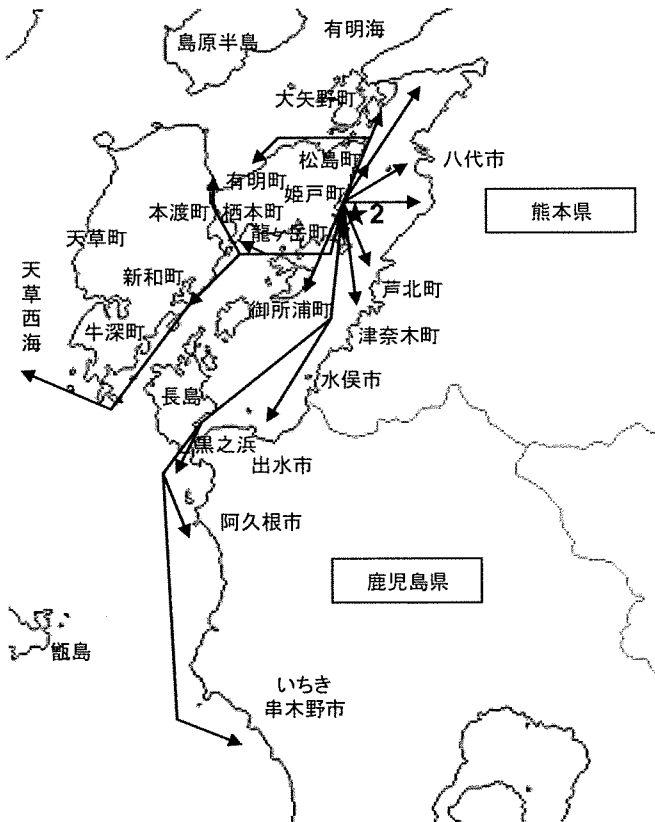 有明海
島原半島
大矢野町
松島町
八代市
有明町
姫戸町
熊本県
本渡町
栖本町
★2
天草町
龍ヶ岳町
天草西海
新和町
芦北町
御所浦町
牛深町
津奈木町
水俣市
長島
黒之浜
出水市
阿久根市
鹿児島県
甑島
いちき
串木野市